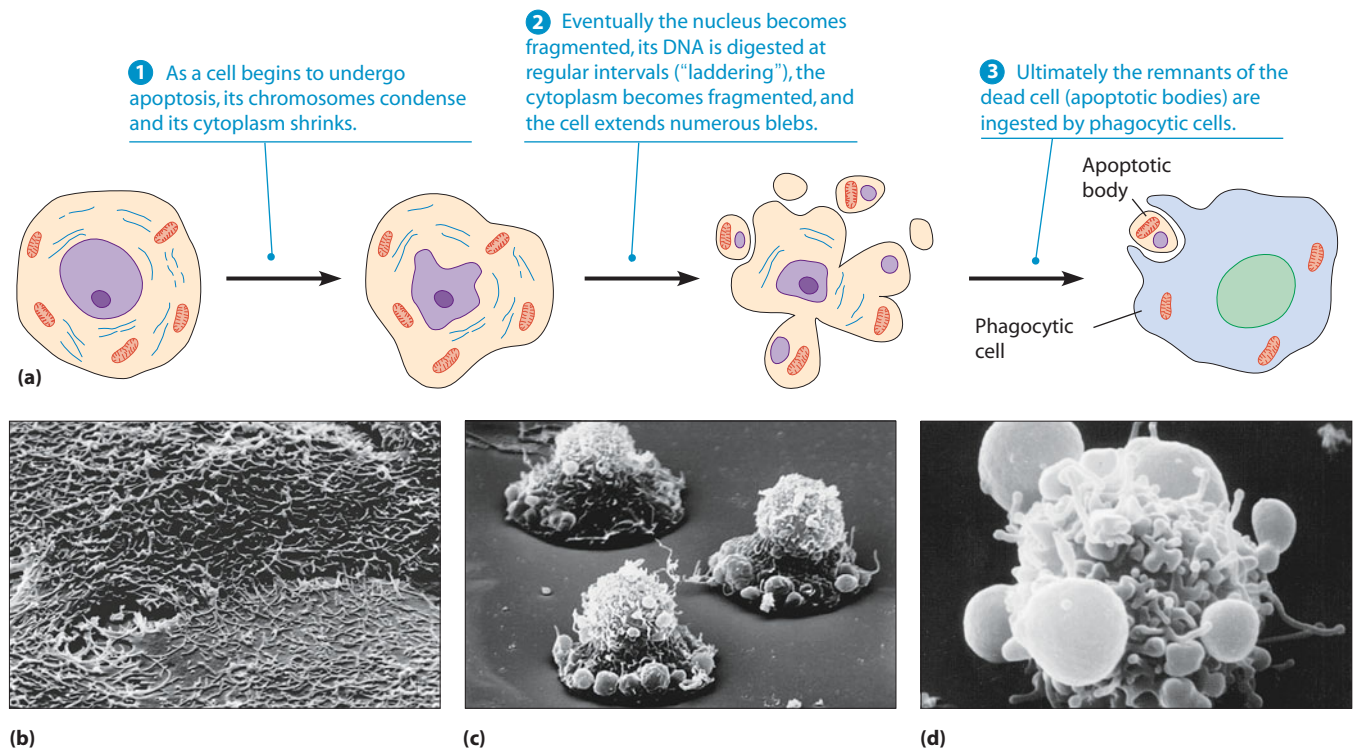 1 As a cell begins to undergo
apoptosis, its chromosomes condense
and its cytoplasm shrinks.
2 Eventually the nucleus becomes
fragmented, its DNA is digested at
regular intervals (“laddering”), the
cytoplasm becomes fragmented, and
the cell extends numerous blebs.
3 Ultimately the remnants of the
dead cell (apoptotic bodies) are
ingested by phagocytic cells.
Apoptotic
body
Phagocytic
cell
(a)
(b)
(c)
(d)